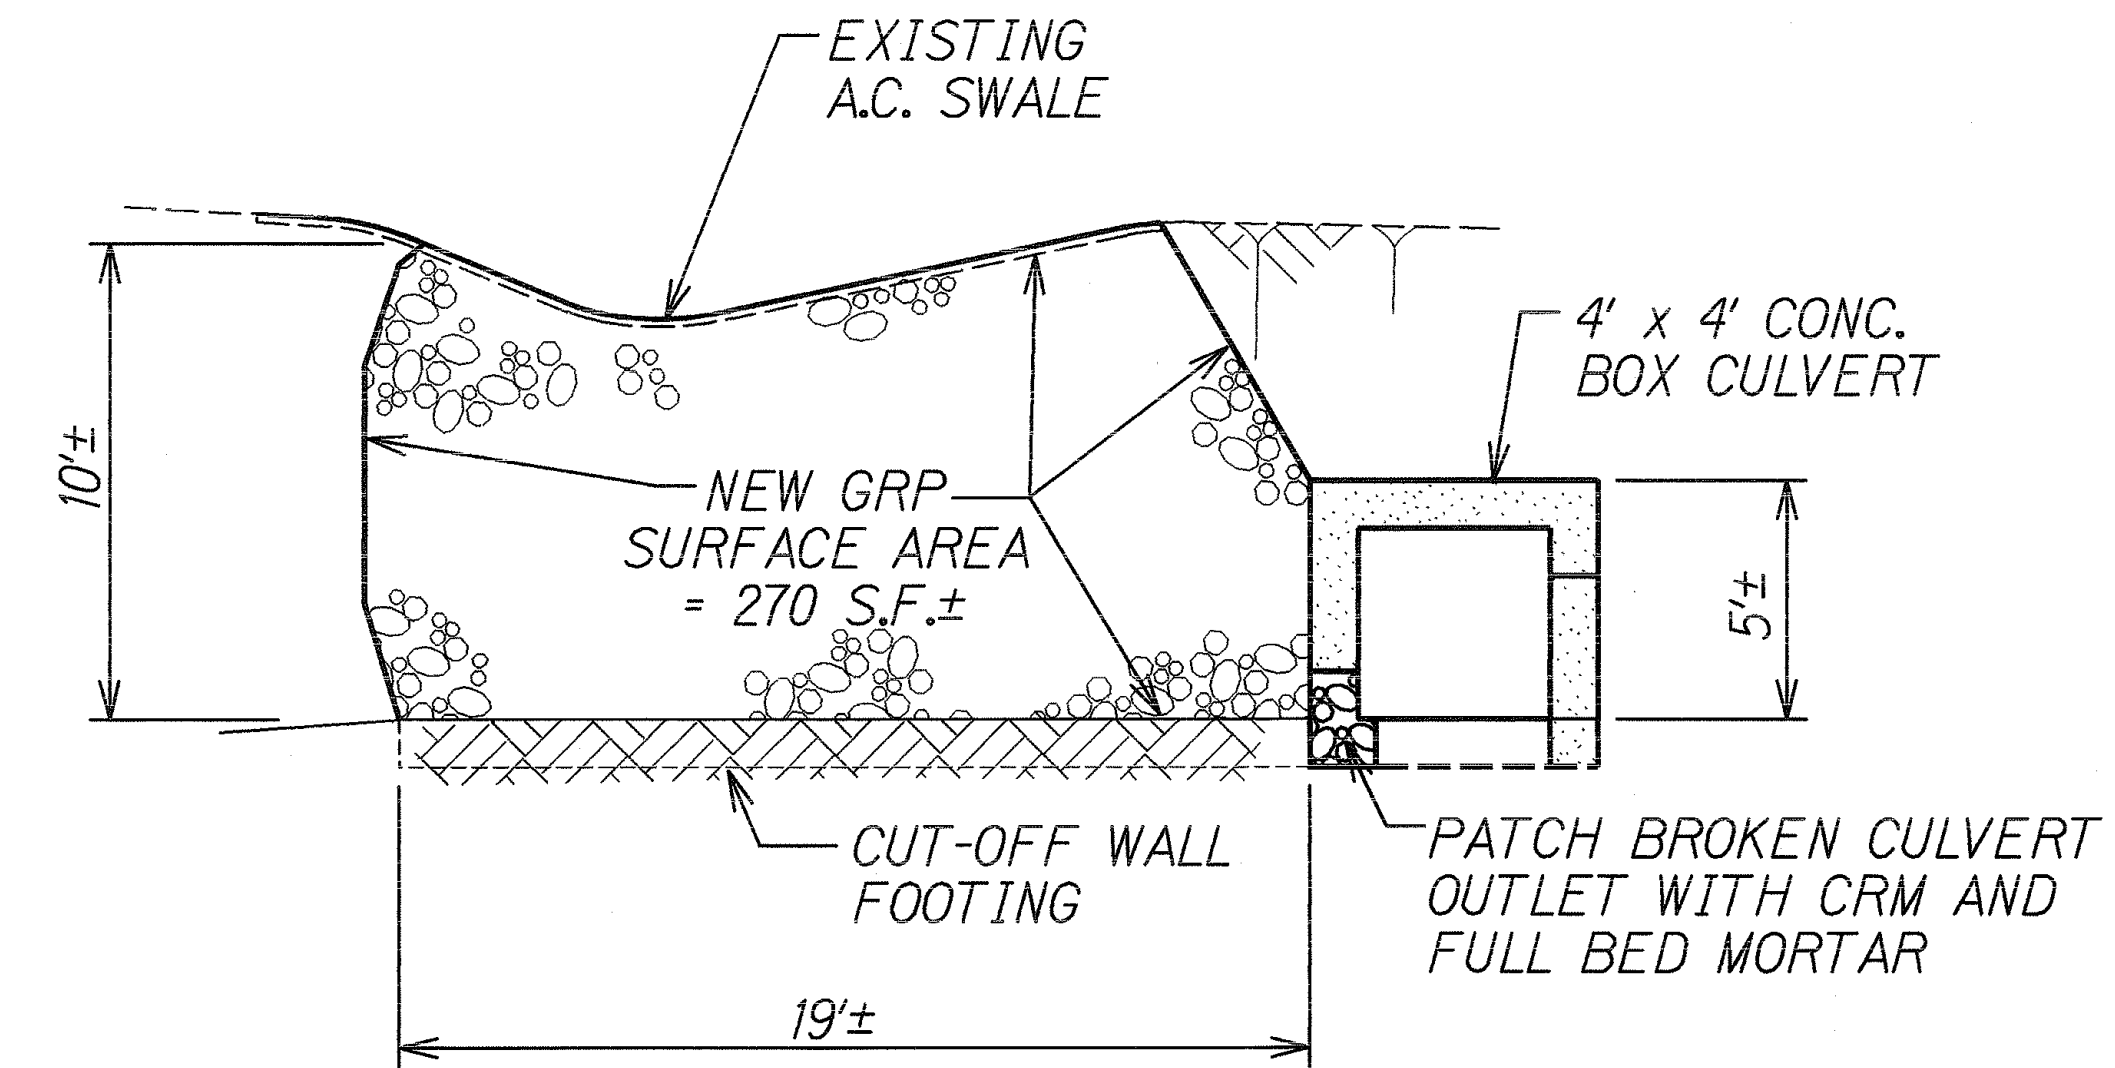 EXISTING
A.C. SWALE
4' x 4' CONC.
BOX CULVERT
10'±
NEW GRP
SURFACE AREA
= 270 S.F.±
5'±
CUT-OFF WALL
FOOTING
PATCH BROKEN CULVERT
OUTLET WITH CRM AND
FULL BED MORTAR
19'±